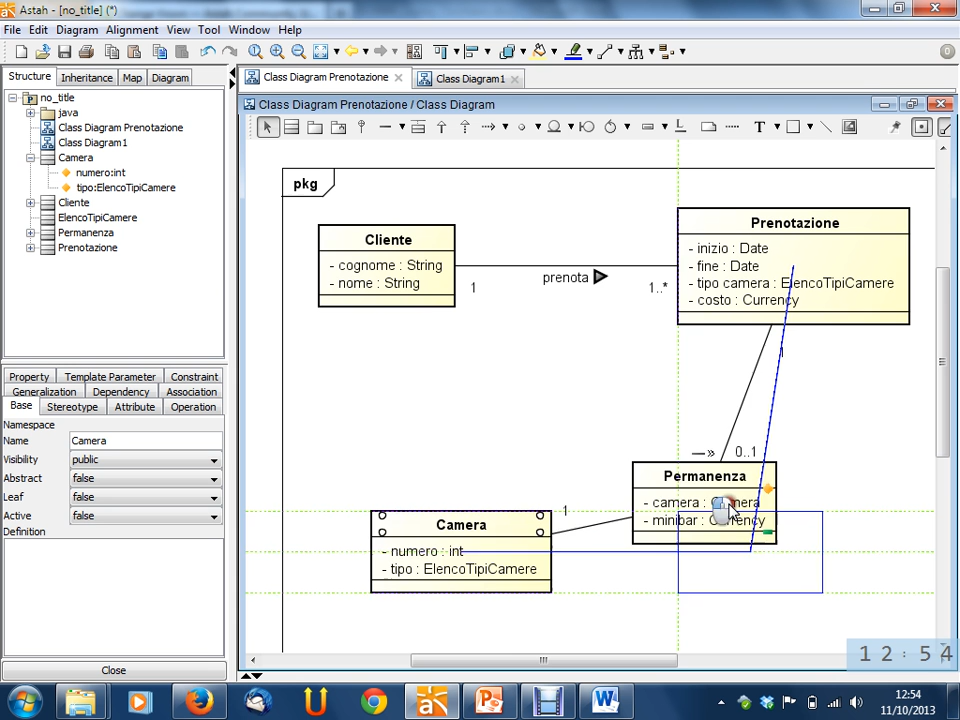 Astah - [no_title] (*)
File Edit Diagram Alignment View Tool Window Help
Structure Inheritance Map Diagram
no_title
java
Class Diagram Prenotazione
Class Diagram1
Camera
numero:int
tipo:ElencoTipiCamere
Cliente
ElencoTipiCamere
Permanenza
Prenotazione
Property Template Parameter Constraint
Generalization Dependency Association
Base Stereotype Attribute Operation
Namespace
Name Camera
Visibility public
Abstract false
Leaf false
Active false
Definition
Close
Class Diagram Prenotazione Class Diagram1
Class Diagram Prenotazione / Class Diagram
T
pkg
Cliente
- cognome : String
- nome : String
1
prenota
1..*
Prenotazione
- inizio : Date
- fine : Date
- tipo camera : ElencoTipiCamere
- costo : Currency
1
0..1
Permanenza
- camera : Camera
- minibar : Currency
1
Camera
- numero : int
- tipo : ElencoTipiCamere
12:54
12:54
11/10/2013